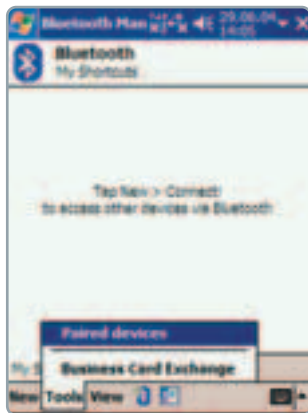 Bluetooth Man 29.06.04
14:05
Bluetooth
My Shortcuts
Tap New > Connect
to access other devices via Bluetooth
Paired devices
My S
Business Card Exchange
New Tools View